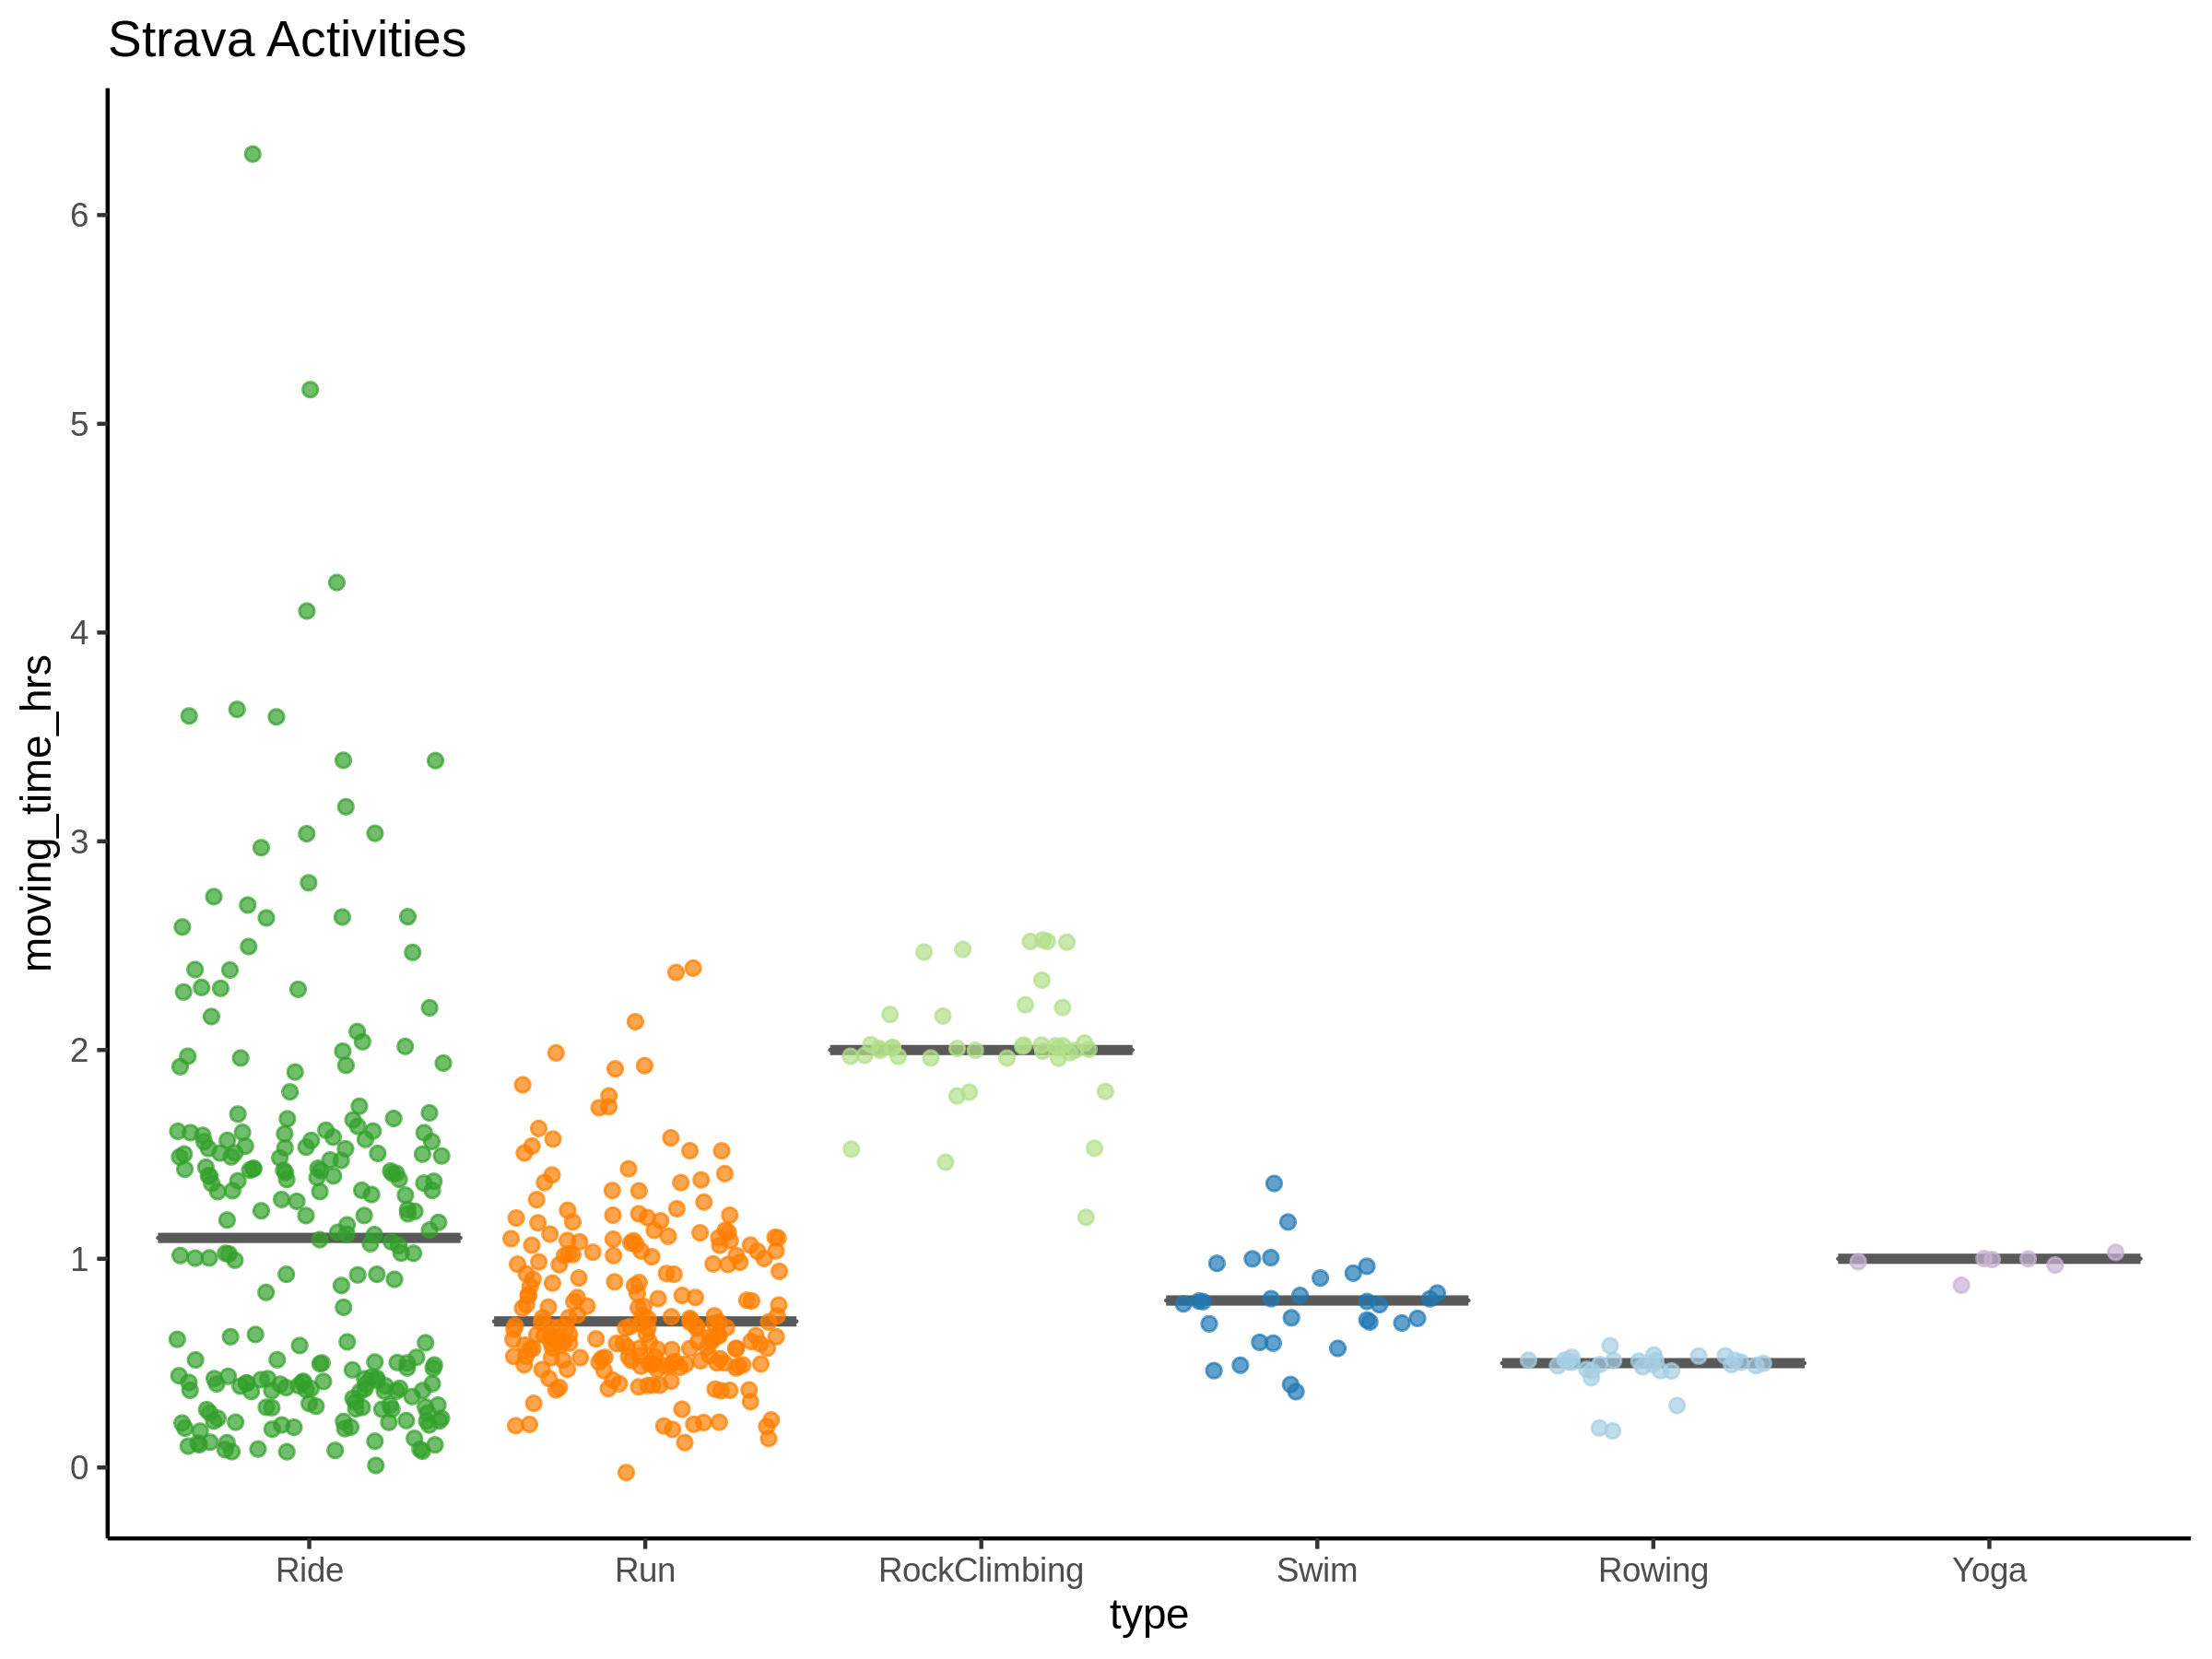 Strava Activities
moving_time_hrs
6
5
4
3
2
1
0
Ride Run RockClimbing Swim Rowing Yoga
type